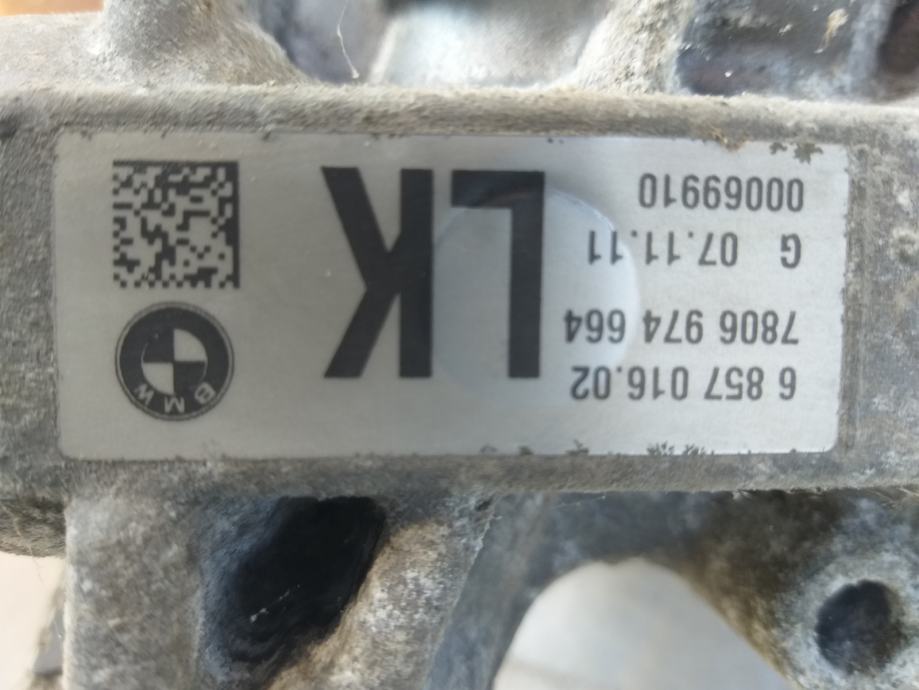 6 857 016.02
7806 974 664
G 07.11.11
00069910
LK
BMW